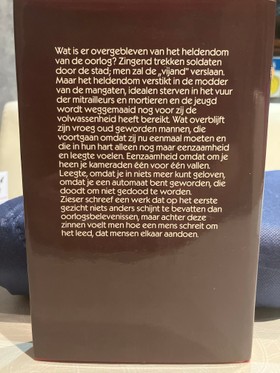 Wat is er overgebleven van het heldendom
van de oorlog? Zingend trekken soldaten
door de stad; men zal de „vijand” verslaan.
Maar het heldendom verstikt in de modder
van de mangaten, idealen sterven in het vuur
der mitrailleurs en mortieren en de jeugd
wordt weggemaaid nog voor zij de
volwassenheid heeft bereikt. Wat overblijft
zijn vroeg oud geworden mannen, die
voortgaan omdat zij nu eenmaal moeten en
die in hun hart alleen nog maar eenzaamheid
en leegte voelen. Eenzaamheid omdat om je
heen je kameraden één voor één vallen.
Leegte, omdat je in niets meer kunt geloven,
omdat je een automaat bent geworden, die
doodt om niet gedood te worden.
Zieser schreef een werk dat op het eerste
gezicht niets anders schijnt te bevatten dan
oorlogsbelevenissen, maar achter deze
zinnen voelt men hoe een mens schreit om
het leed, dat mensen elkaar aandoen.